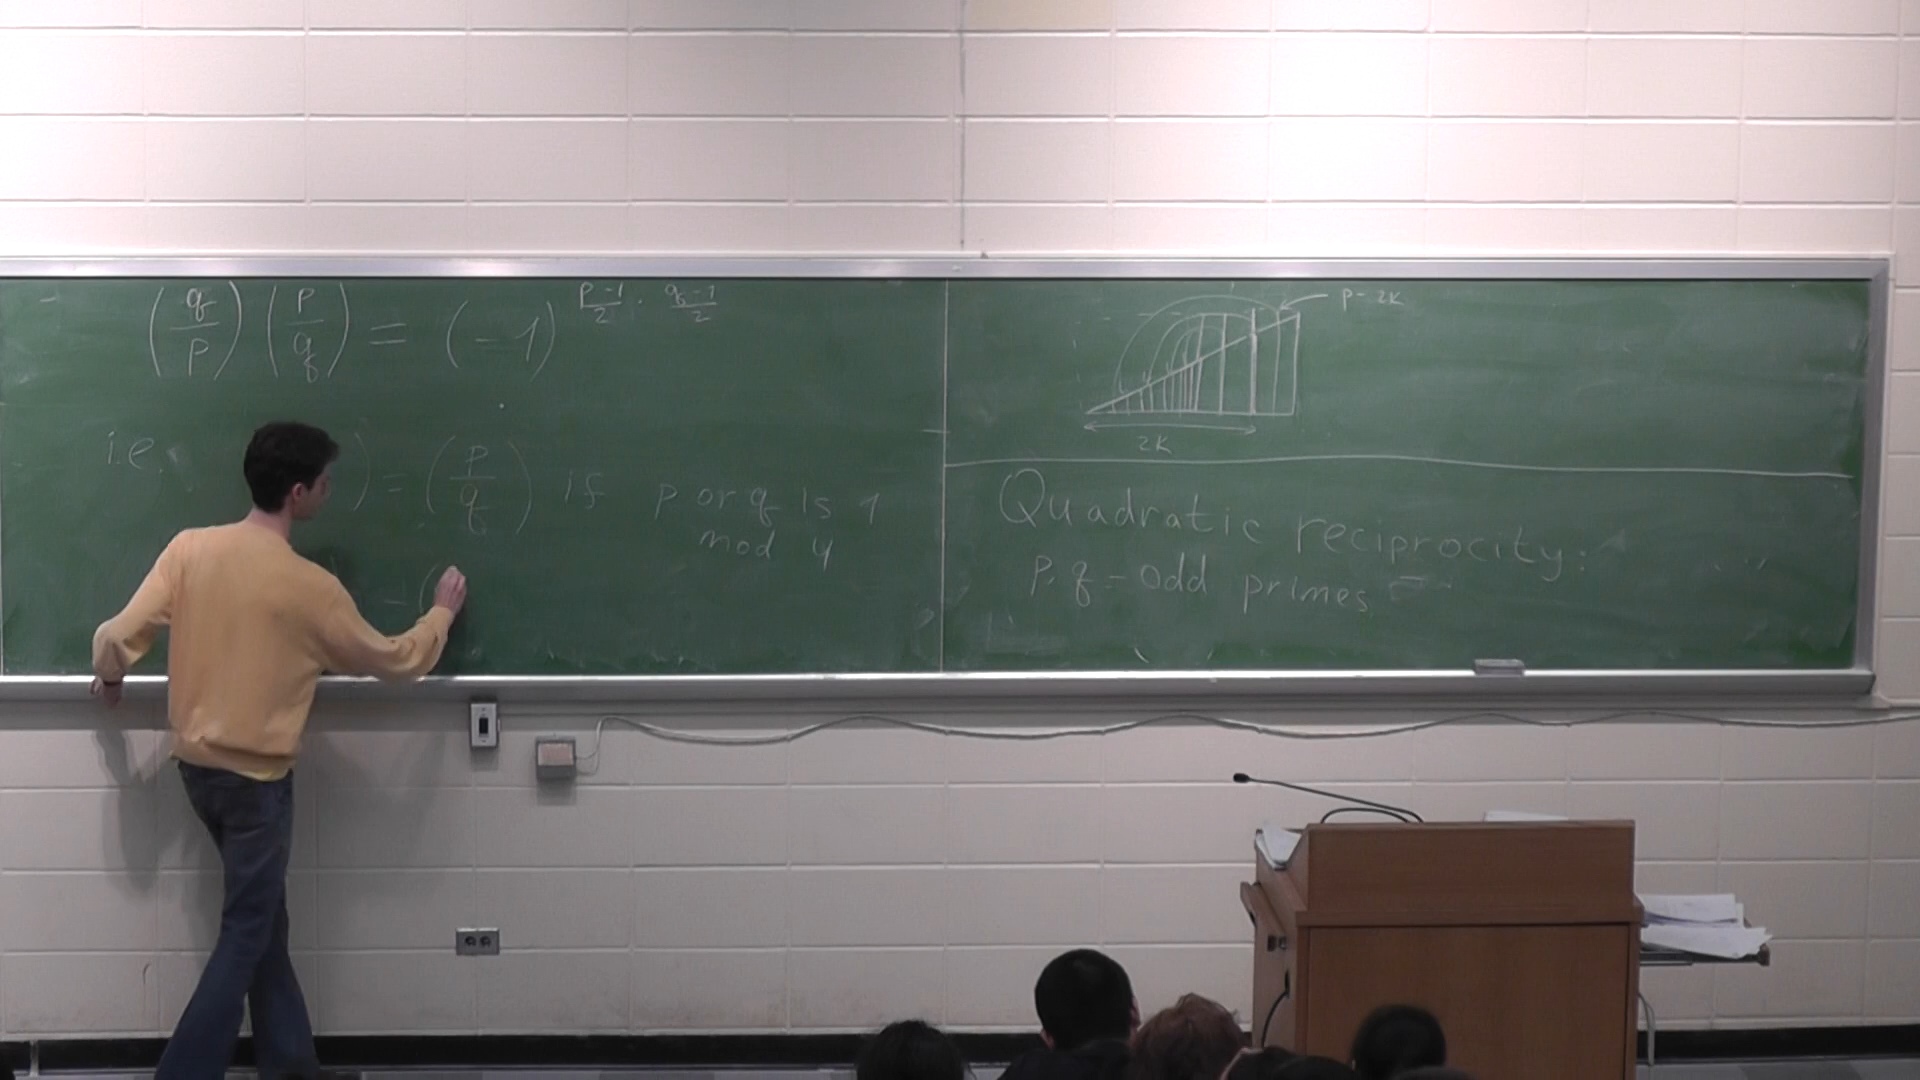 (q/p) (p/q) = (-1)^(p-1)/2 · (q-1)/2
i.e. ) = (p/q) if p or q is 1
mod 4
-(
p-2k
2k
Quadratic reciprocity:
p, q - odd primes